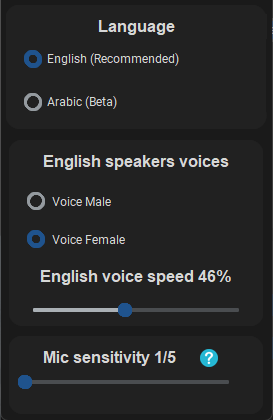 Language
English (Recommended)
Arabic (Beta)
English speakers voices
Voice Male
Voice Female
English voice speed 46%
Mic sensitivity 1/5 ?